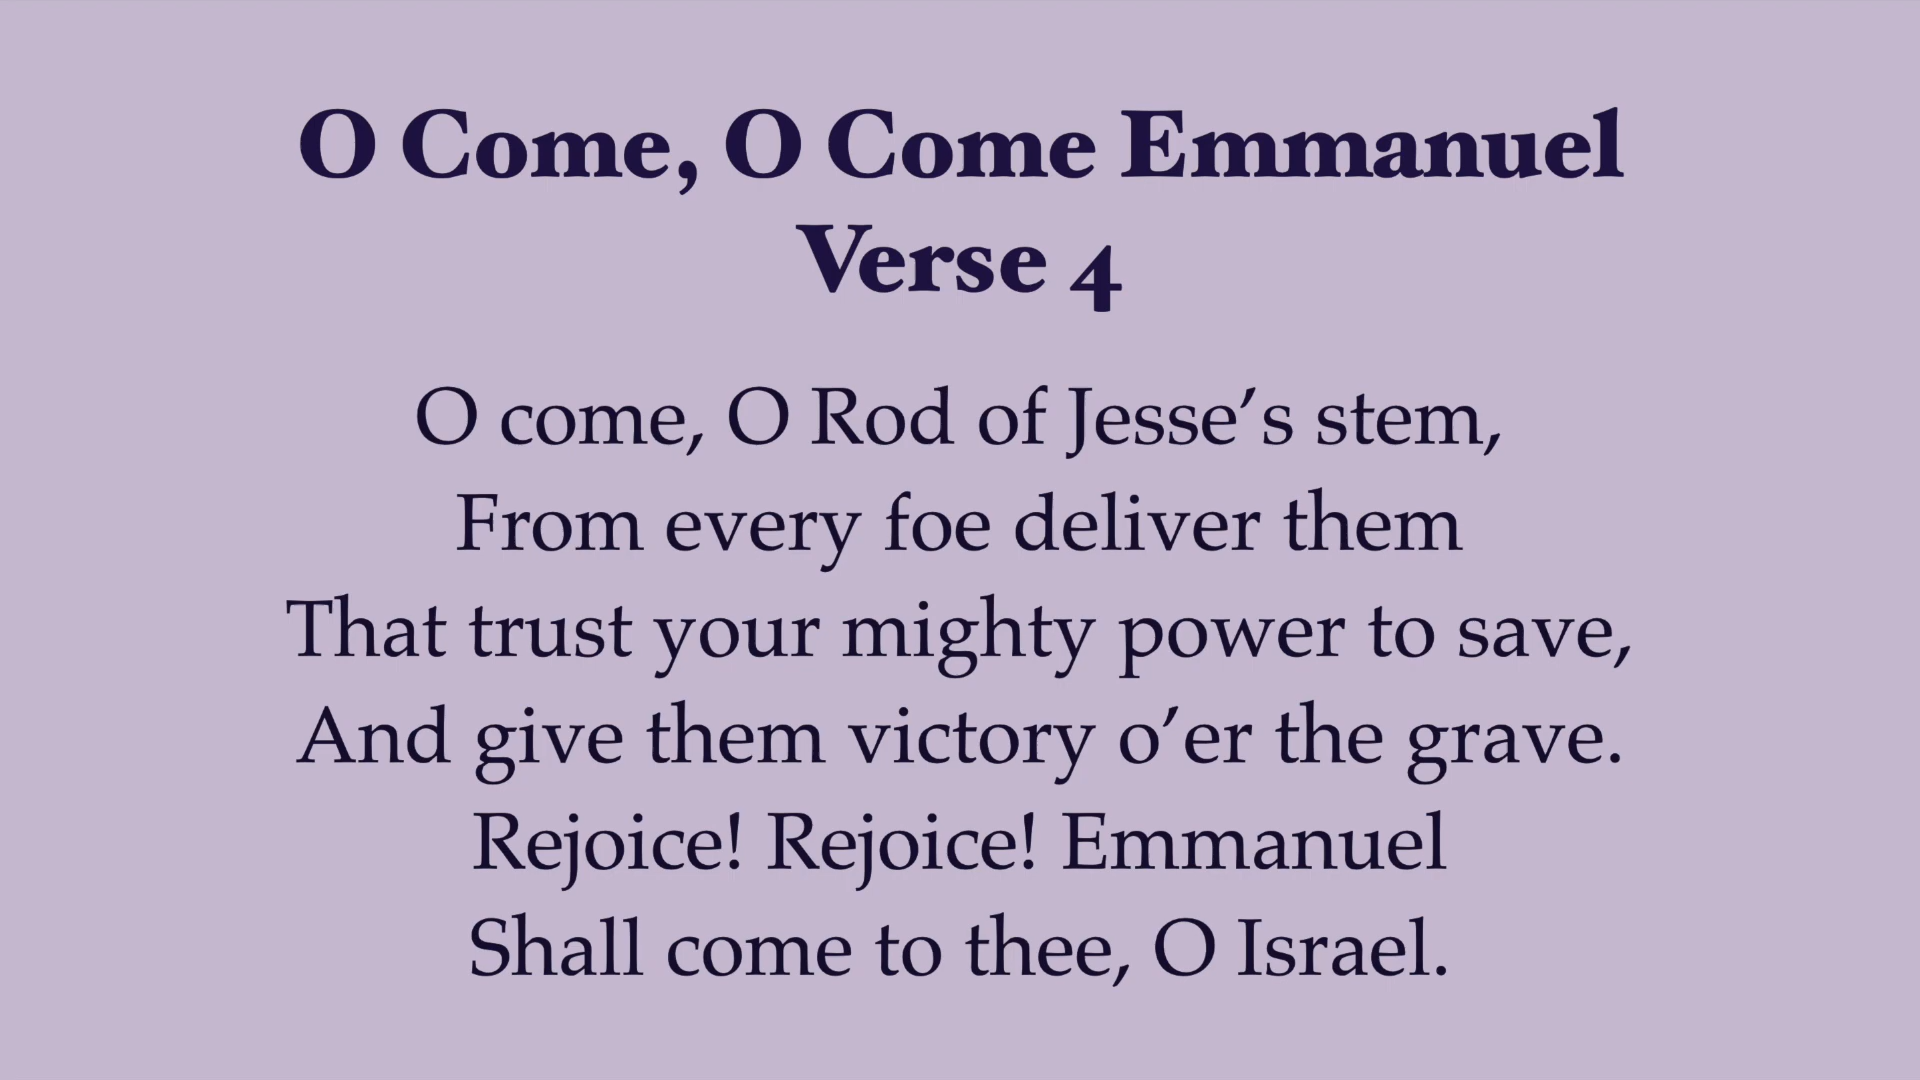 O Come, O Come Emmanuel
Verse 4
O come, O Rod of Jesse’s stem,
From every foe deliver them
That trust your mighty power to save,
And give them victory o’er the grave.
Rejoice! Rejoice! Emmanuel
Shall come to thee, O Israel.